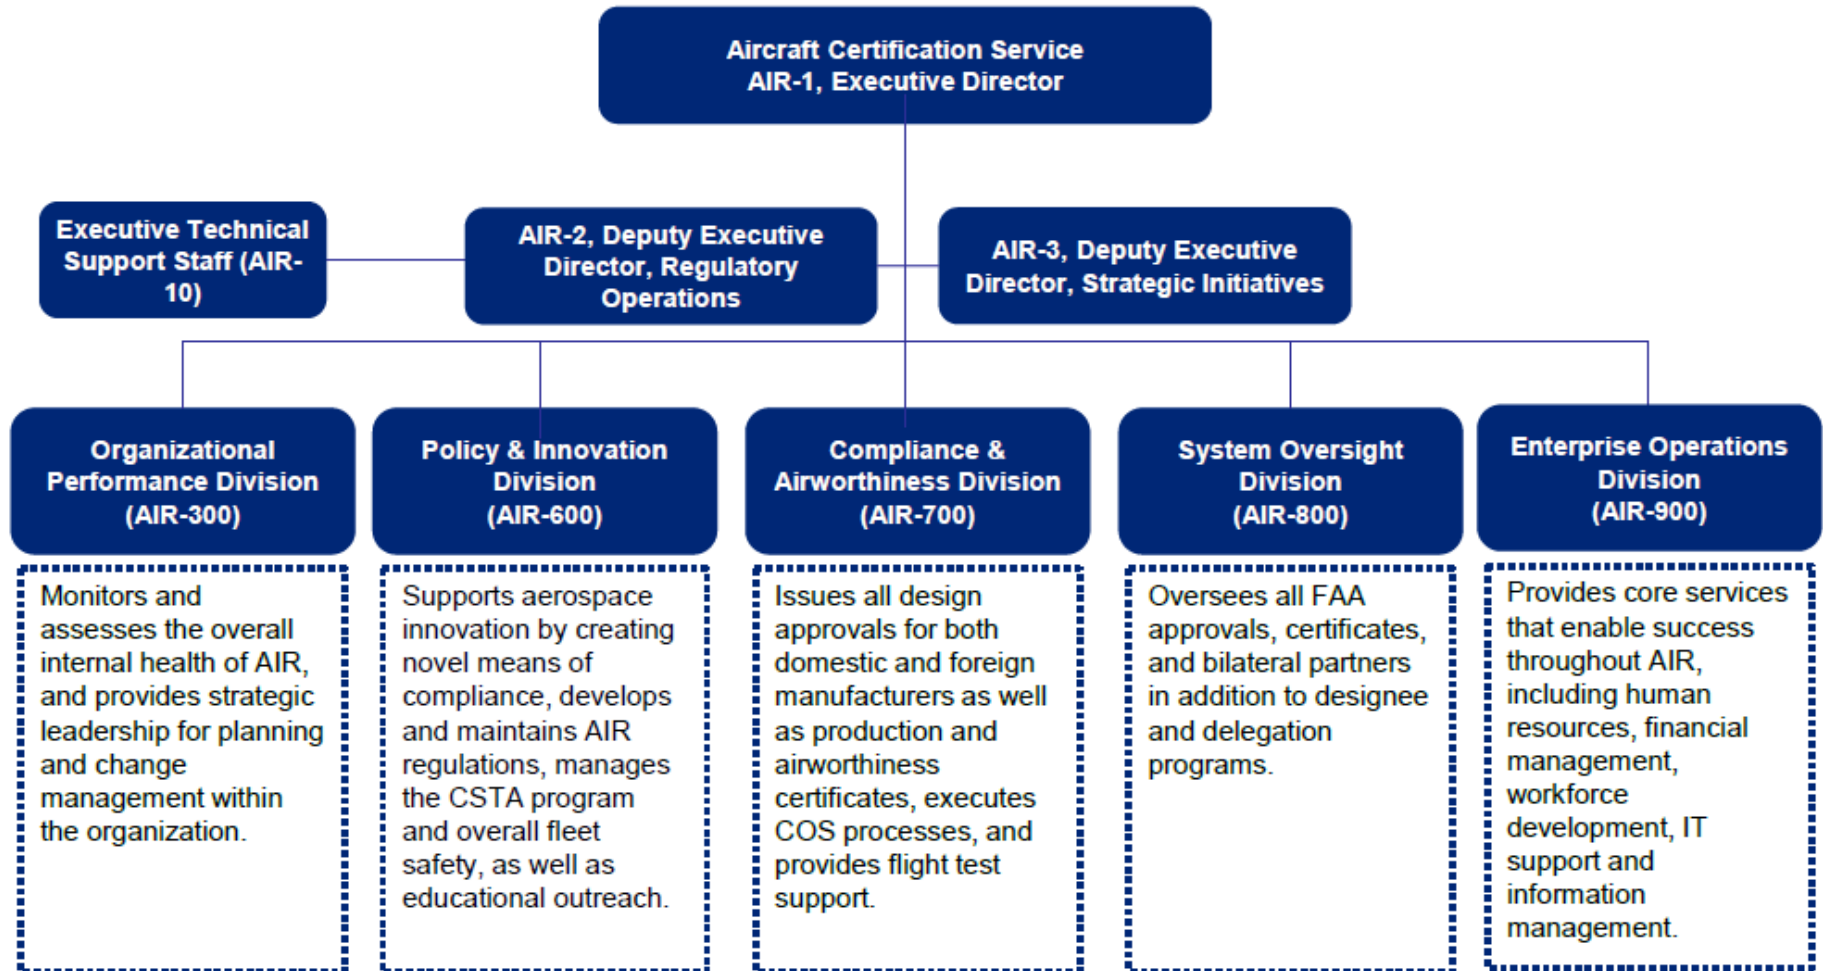 Aircraft Certification Service
AIR-1, Executive Director
Executive Technical
Support Staff (AIR-
10)
AIR-2, Deputy Executive
Director, Regulatory
Operations
AIR-3, Deputy Executive
Director, Strategic Initiatives
Organizational
Performance Division
(AIR-300)
Monitors and
assesses the overall
internal health of AIR,
and provides strategic
leadership for planning
and change
management within
the organization.
Policy & Innovation
Division
(AIR-600)
Supports aerospace
innovation by creating
novel means of
compliance, develops
and maintains AIR
regulations, manages
the CSTA program
and overall fleet
safety, as well as
educational outreach.
Compliance &
Airworthiness Division
(AIR-700)
Issues all design
approvals for both
domestic and foreign
manufacturers as well
as production and
airworthiness
certificates, executes
COS processes, and
provides flight test
support.
System Oversight
Division
(AIR-800)
Oversees all FAA
approvals, certificates,
and bilateral partners
in addition to designee
and delegation
programs.
Enterprise Operations
Division
(AIR-900)
Provides core services
that enable success
throughout AIR,
including human
resources, financial
management,
workforce
development, IT
support and
information
management.